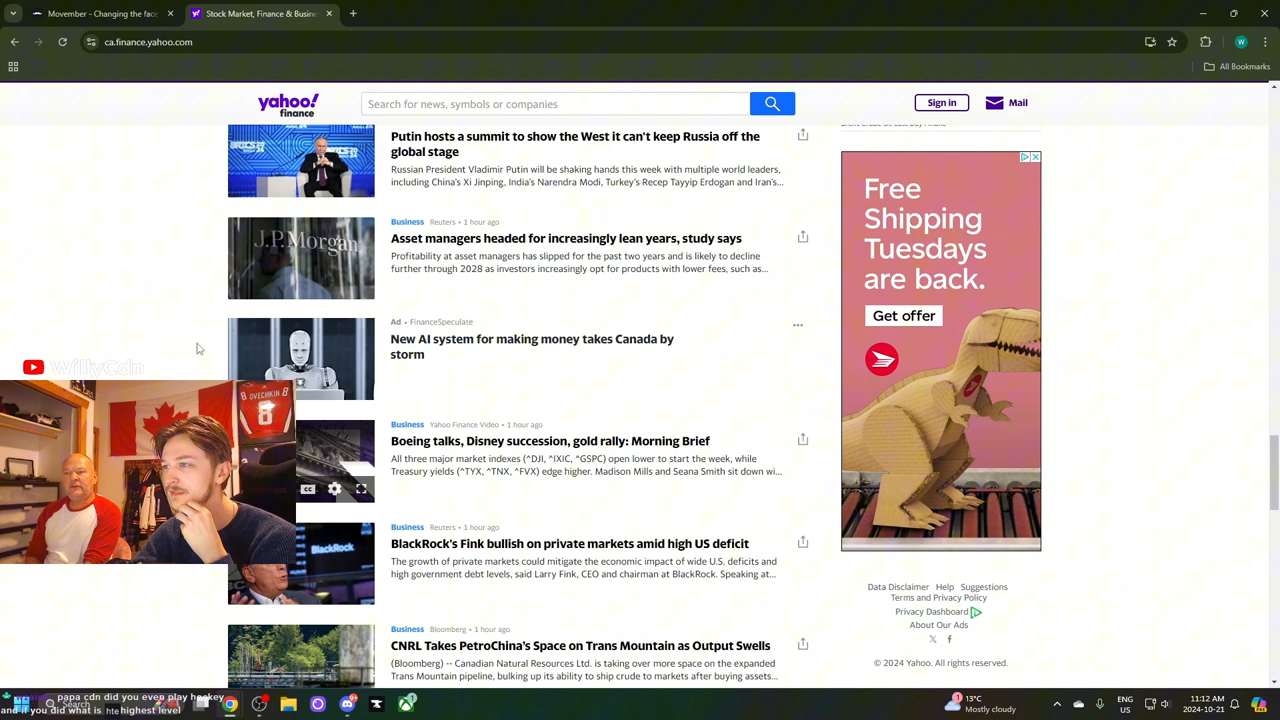 Movember - Changing the face
Stock Market, Finance & Busine
ca.finance.yahoo.com
All Bookmarks
yahoo!
finance
Search for news, symbols or companies
Sign in
Mail
Putin hosts a summit to show the West it can't keep Russia off the
global stage
Russian President Vladimir Putin will be shaking hands this week with multiple world leaders,
including China's Xi Jinping, India's Narendra Modi, Turkey's Recep Tayyip Erdogan and Iran's...
Business Reuters • 1 hour ago
Asset managers headed for increasingly lean years, study says
Profitability at asset managers has slipped for the past two years and is likely to decline
further through 2028 as investors increasingly opt for products with lower fees, such as...
J.P.Morgan
Ad • FinanceSpeculate
New AI system for making money takes Canada by
storm
WillyCdn
OVECHKIN
8
8
Business Yahoo Finance Video • 1 hour ago
Boeing talks, Disney succession, gold rally: Morning Brief
All three major market indexes (^DJI, ^IXIC, ^GSPC) open lower to start the week, while
Treasury yields (^TYX, ^TNX, ^FVX) edge higher. Madison Mills and Seana Smith sit down wi...
CC
Business Reuters • 1 hour ago
BlackRock's Fink bullish on private markets amid high US deficit
The growth of private markets could mitigate the economic impact of wide U.S. deficits and
high government debt levels, said Larry Fink, CEO and chairman at BlackRock. Speaking at...
BlackRock
Business Bloomberg • 1 hour ago
CNRL Takes PetroChina's Space on Trans Mountain as Output Swells
(Bloomberg) -- Canadian Natural Resources Ltd. is taking over more space on the expanded
Trans Mountain pipeline, bulking up its ability to ship crude to markets after buying assets...
Free
Shipping
Tuesdays
are back.
Get offer
Data Disclaimer Help Suggestions
Terms and Privacy Policy
Privacy Dashboard
About Our Ads
© 2024 Yahoo. All rights reserved.
papa cdn did you even play hockey
and if you did what is the highest level
Search
9+
1
13°C
Mostly cloudy
ENG
US
11:12 AM
2024-10-21